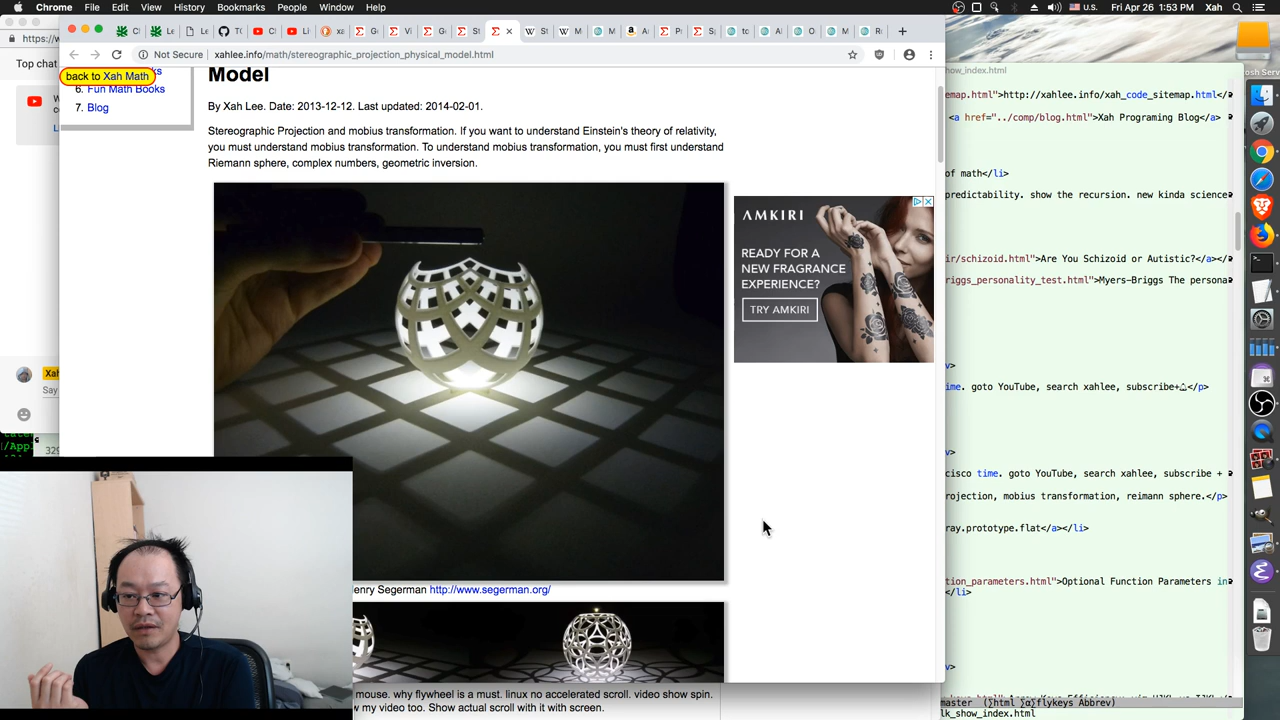 Chrome File Edit View History Bookmarks People Window Help
U.S. Fri Apr 26 1:53 PM Xah
Not Secure xahlee.info/math/stereographic_projection_physical_model.html
Top chat
back to Xah Math
6. Fun Math Books
7. Blog
Model
By Xah Lee. Date: 2013-12-12. Last updated: 2014-02-01.
Stereographic Projection and mobius transformation. If you want to understand Einstein's theory of relativity,
you must understand mobius transformation. To understand mobius transformation, you must first understand
Riemann sphere, complex numbers, geometric inversion.
AMKIRI
READY FOR A
NEW FRAGRANCE
EXPERIENCE?
TRY AMKIRI
enry Segerman http://www.segerman.org/
mouse. why flywheel is a must. linux no accelerated scroll. video show spin.
w my video too. Show actual scroll with it with screen.
Say
how_index.html
emap.html">http://xahlee.info/xah_code_sitemap.html</
<a href="../comp/blog.html">Xah Programing Blog</a>
of math</li>
predictability. show the recursion. new kinda science
ir/schizoid.html">Are You Schizoid or Autistic?</a></
riggs_personality_test.html">Myers–Briggs The persona
v>
ime. goto YouTube, search xahlee, subscribe+</p>
v>
cisco time. goto YouTube, search xahlee, subscribe +
rojection, mobius transformation, reimann sphere.</p>
ray.prototype.flat</a></li>
tion_parameters.html">Optional Function Parameters in
</li>
v>
master (∑html ∑α∑flykeys Abbrev)
lk_show_index.html